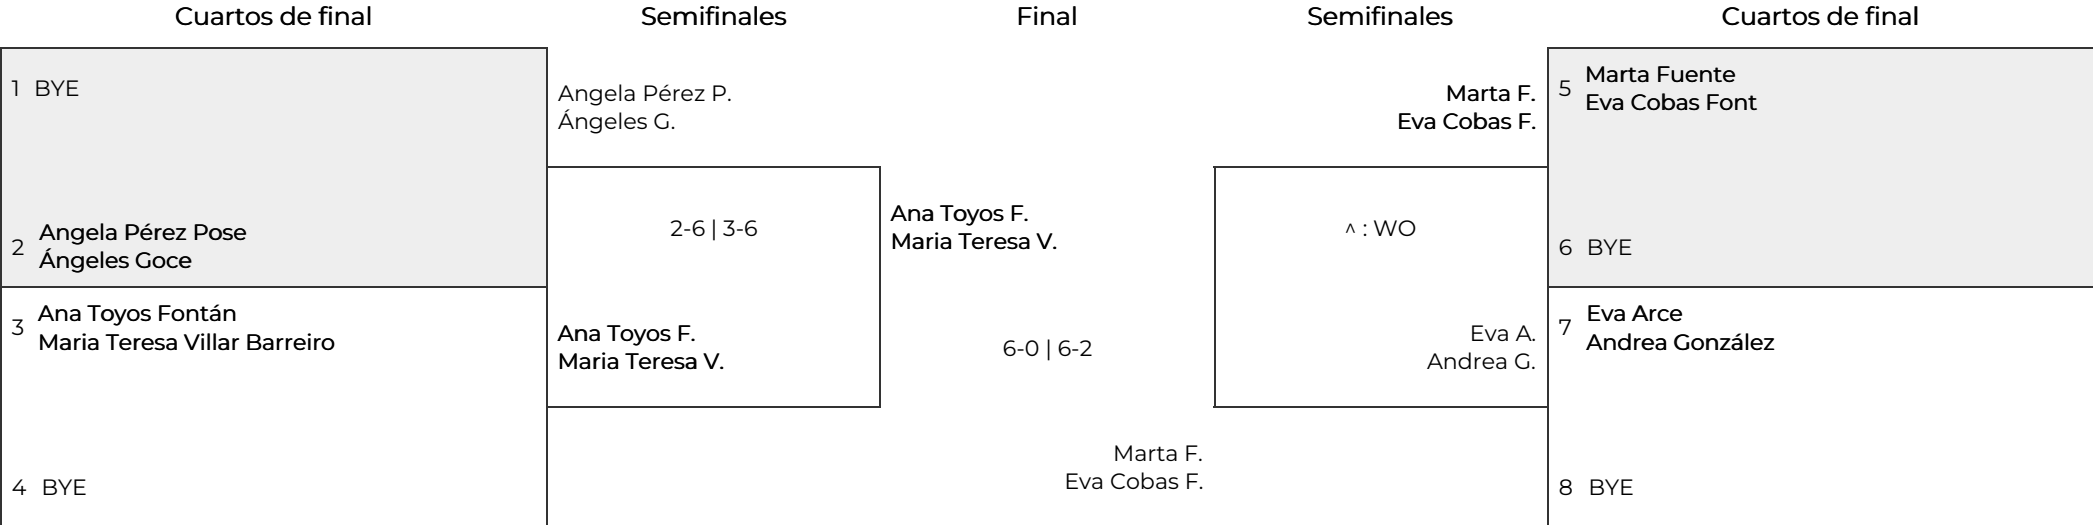 Cuartos de final
Semifinales
Final
Semifinales
Cuartos de final
1 BYE
2 Angela Pérez Pose
Ángeles Goce
3 Ana Toyos Fontán
Maria Teresa Villar Barreiro
4 BYE
Angela Pérez P.
Ángeles G.
2-6 | 3-6
Ana Toyos F.
Maria Teresa V.
Ana Toyos F.
Maria Teresa V.
6-0 | 6-2
Marta F.
Eva Cobas F.
Marta F.
Eva Cobas F.
^ : WO
Eva A.
Andrea G.
5 Marta Fuente
Eva Cobas Font
6 BYE
7 Eva Arce
Andrea González
8 BYE